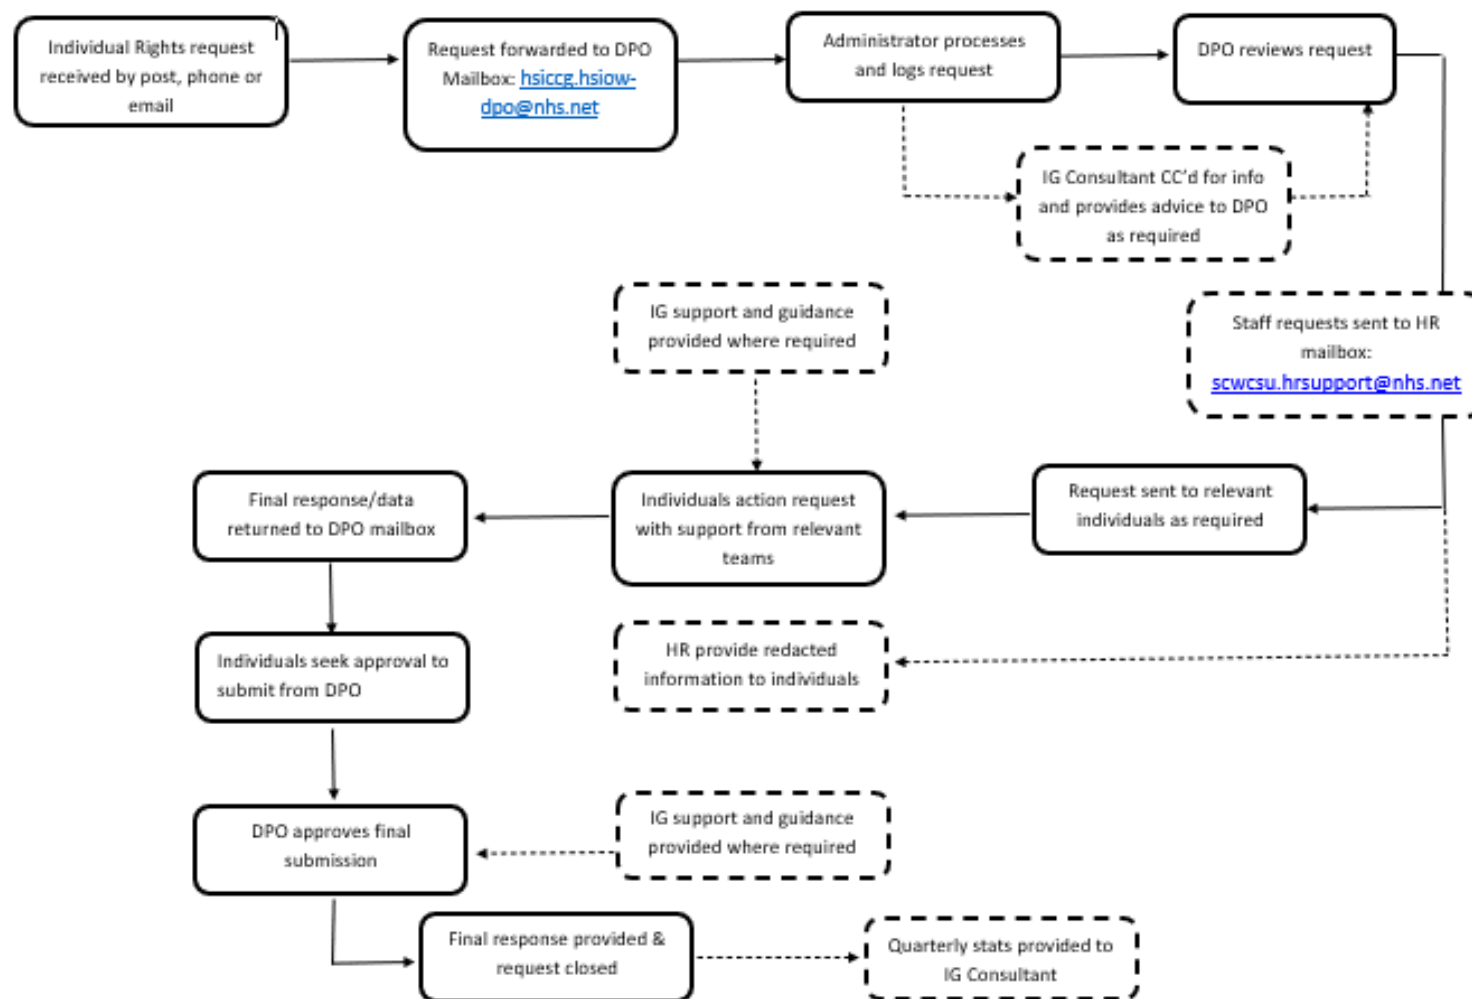 Individual Rights request
received by post, phone or
email
Request forwarded to DPO
Mailbox: hsiccg.hsiow-
dpo@nhs.net
Administrator processes
and logs request
DPO reviews request
IG Consultant CC'd for info
and provides advice to DPO
as required
Staff requests sent to HR
mailbox:
scwcsu.hrsupport@nhs.net
IG support and guidance
provided where required
Request sent to relevant
individuals as required
Individuals action request
with support from relevant
teams
Final response/data
returned to DPO mailbox
HR provide redacted
information to individuals
Individuals seek approval to
submit from DPO
DPO approves final
submission
IG support and guidance
provided where required
Final response provided &
request closed
Quarterly stats provided to
IG Consultant